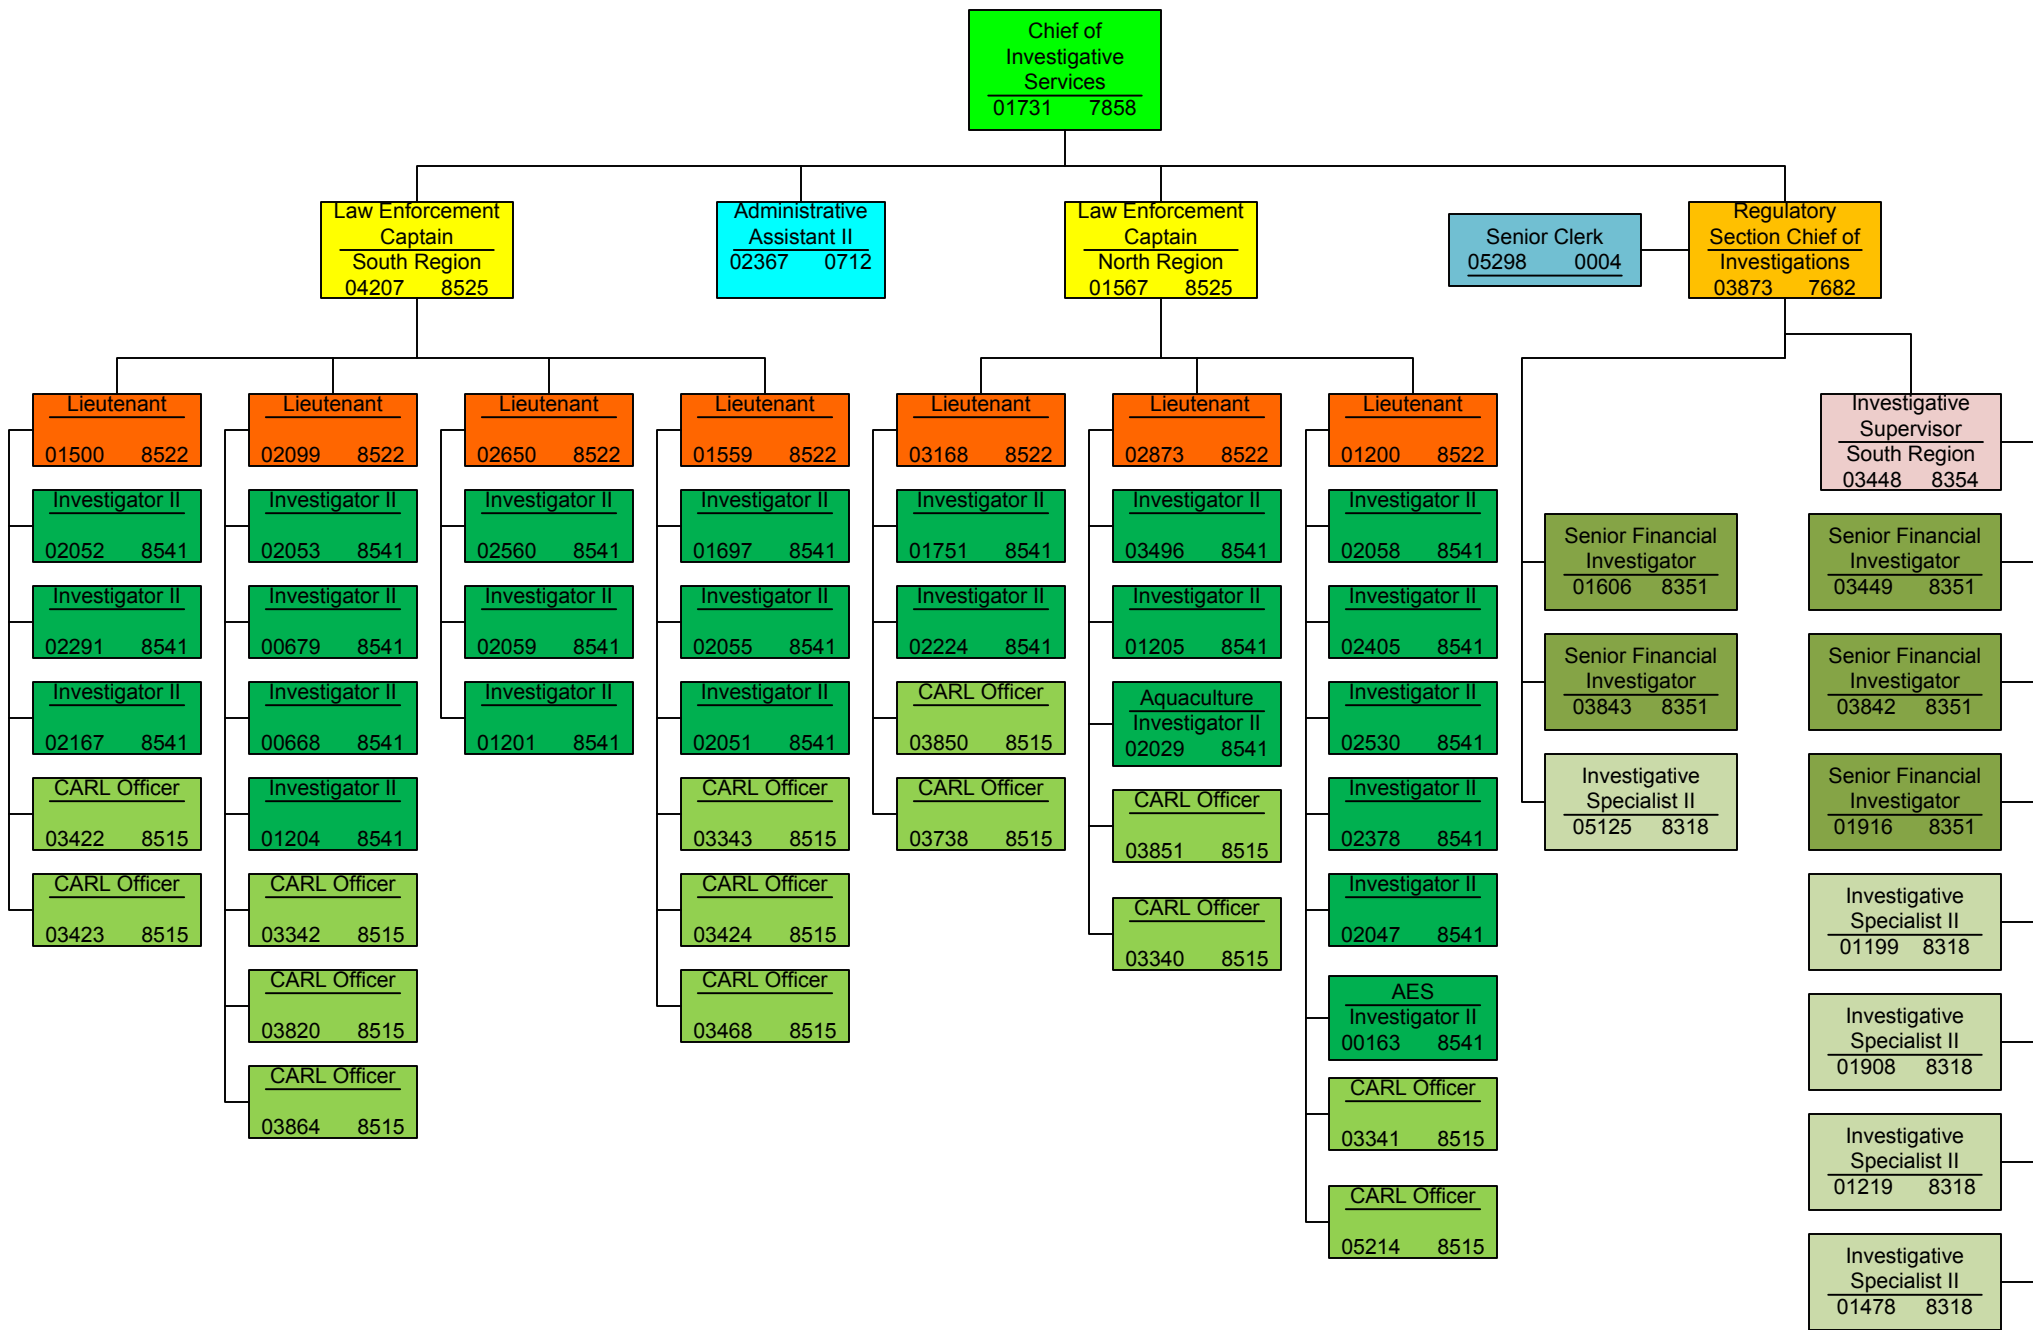 Chief of
Investigative
Services
01731 7858
Law Enforcement
Captain
South Region
04207 8525
Administrative
Assistant II
02367 0712
Law Enforcement
Captain
North Region
01567 8525
Senior Clerk
05298 0004
Regulatory
Section Chief of
Investigations
03873 7682
Lieutenant
01500 8522
Investigator II
02052 8541
Investigator II
02291 8541
Investigator II
02167 8541
CARL Officer
03422 8515
CARL Officer
03423 8515
Lieutenant
02099 8522
Investigator II
02053 8541
Investigator II
00679 8541
Investigator II
00668 8541
Investigator II
01204 8541
CARL Officer
03342 8515
CARL Officer
03820 8515
CARL Officer
03864 8515
Lieutenant
02650 8522
Investigator II
02560 8541
Investigator II
02059 8541
Investigator II
01201 8541
Lieutenant
01559 8522
Investigator II
01697 8541
Investigator II
02055 8541
Investigator II
02051 8541
CARL Officer
03343 8515
CARL Officer
03424 8515
CARL Officer
03468 8515
Lieutenant
03168 8522
Investigator II
01751 8541
Investigator II
02224 8541
CARL Officer
03850 8515
CARL Officer
03738 8515
Lieutenant
02873 8522
Investigator II
03496 8541
Investigator II
01205 8541
Aquaculture
Investigator II
02029 8541
CARL Officer
03851 8515
CARL Officer
03340 8515
Lieutenant
01200 8522
Investigator II
02058 8541
Investigator II
02405 8541
Investigator II
02530 8541
Investigator II
02378 8541
Investigator II
02047 8541
AES
Investigator II
00163 8541
CARL Officer
03341 8515
CARL Officer
05214 8515
Senior Financial
Investigator
01606 8351
Senior Financial
Investigator
03843 8351
Investigative
Specialist II
05125 8318
Investigative
Supervisor
South Region
03448 8354
Senior Financial
Investigator
03449 8351
Senior Financial
Investigator
03842 8351
Senior Financial
Investigator
01916 8351
Investigative
Specialist II
01199 8318
Investigative
Specialist II
01908 8318
Investigative
Specialist II
01219 8318
Investigative
Specialist II
01478 8318